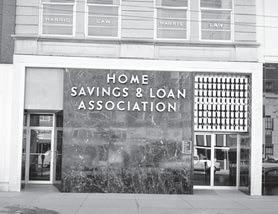 HARRIS LAW HARRIS LAW
HOME
SAVINGS & LOAN
ASSOCIATION